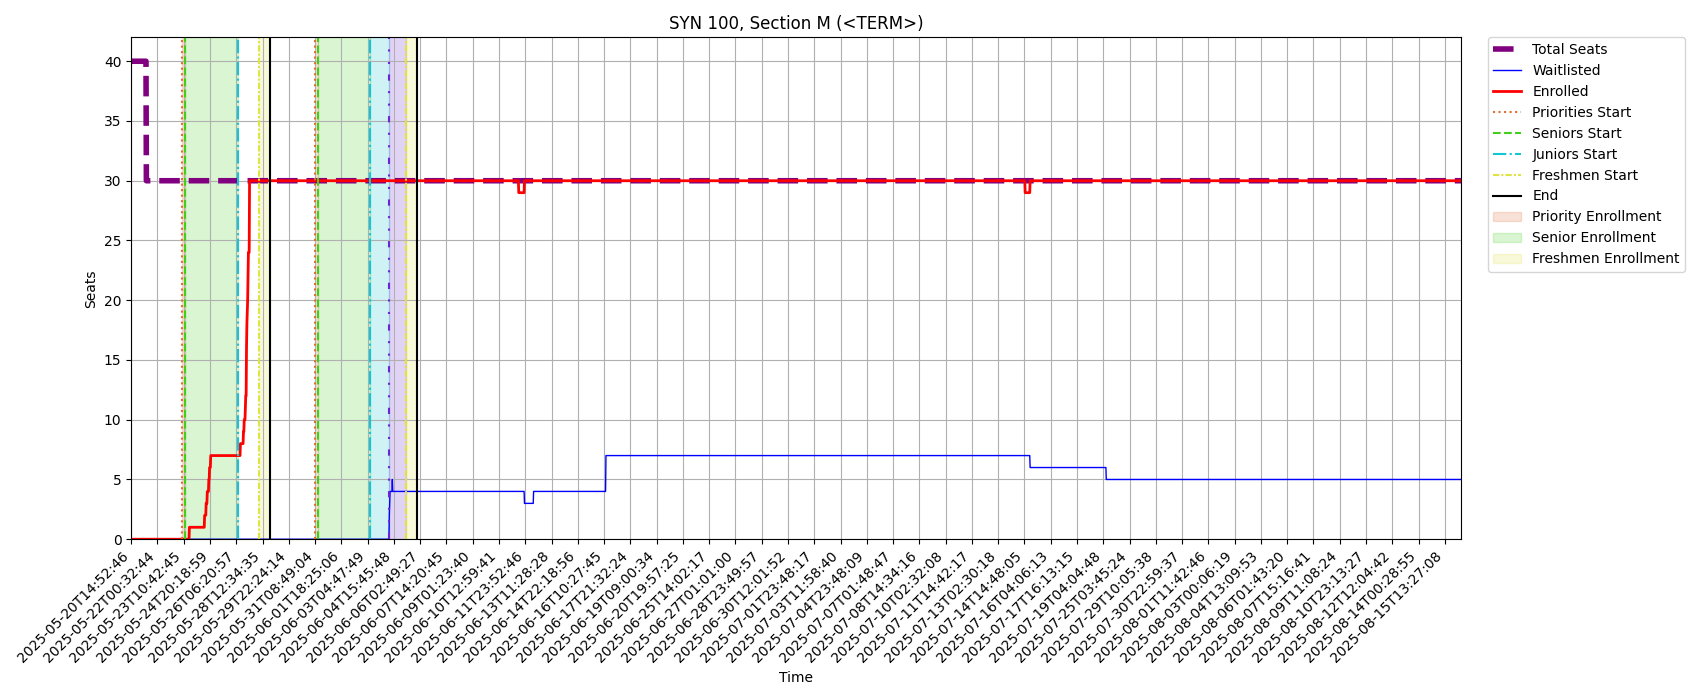 SYN 100, Section M (<TERM>)
Total Seats
Waitlisted
Enrolled
Priorities Start
Seniors Start
Juniors Start
Freshmen Start
End
Priority Enrollment
Senior Enrollment
Freshmen Enrollment
Seats
40
35
30
25
20
15
10
5
0
2025-05-20T14:52:46
2025-05-22T00:32:44
2025-05-23T10:42:45
2025-05-24T20:18:59
2025-05-26T06:20:57
2025-05-28T12:34:35
2025-05-29T22:24:14
2025-05-31T08:49:04
2025-06-01T18:25:06
2025-06-03T04:47:49
2025-06-04T15:45:48
2025-06-06T02:49:27
2025-06-07T14:20:45
2025-06-09T01:23:40
2025-06-10T12:59:41
2025-06-11T23:52:46
2025-06-13T11:28:28
2025-06-14T22:18:56
2025-06-16T10:27:45
2025-06-17T21:32:24
2025-06-19T09:00:34
2025-06-20T19:57:25
2025-06-25T14:02:17
2025-06-27T01:01:00
2025-06-28T23:49:57
2025-06-30T12:01:52
2025-07-01T23:48:17
2025-07-03T11:58:40
2025-07-04T23:48:09
2025-07-07T01:48:47
2025-07-08T14:34:16
2025-07-10T02:32:08
2025-07-11T14:42:17
2025-07-13T02:30:18
2025-07-14T14:48:05
2025-07-16T04:06:13
2025-07-17T16:13:15
2025-07-19T04:04:48
2025-07-25T03:45:24
2025-07-29T10:05:38
2025-07-30T22:59:37
2025-08-01T11:42:46
2025-08-03T00:06:19
2025-08-04T13:09:53
2025-08-06T01:43:20
2025-08-07T15:16:41
2025-08-09T11:08:24
2025-08-10T23:13:27
2025-08-12T12:04:42
2025-08-14T00:28:55
2025-08-15T13:27:08
Time